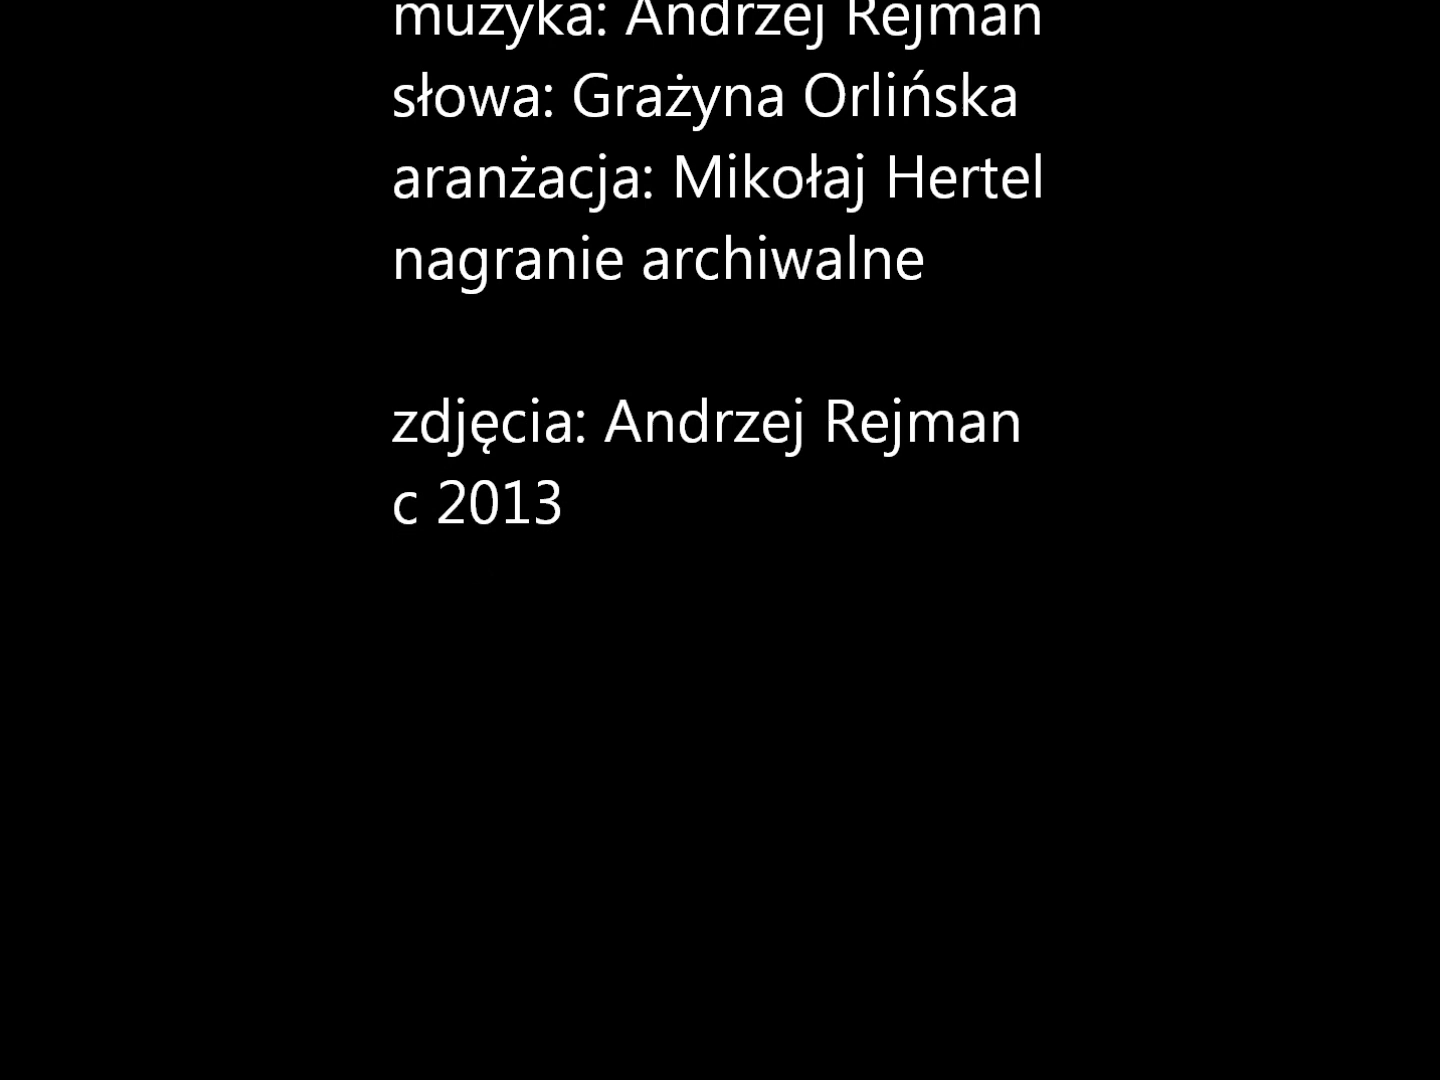 muzyka: Andrzej Rejman
słowa: Grażyna Orlińska
aranżacja: Mikołaj Hertel
nagranie archiwalne
zdjęcia: Andrzej Rejman
c 2013